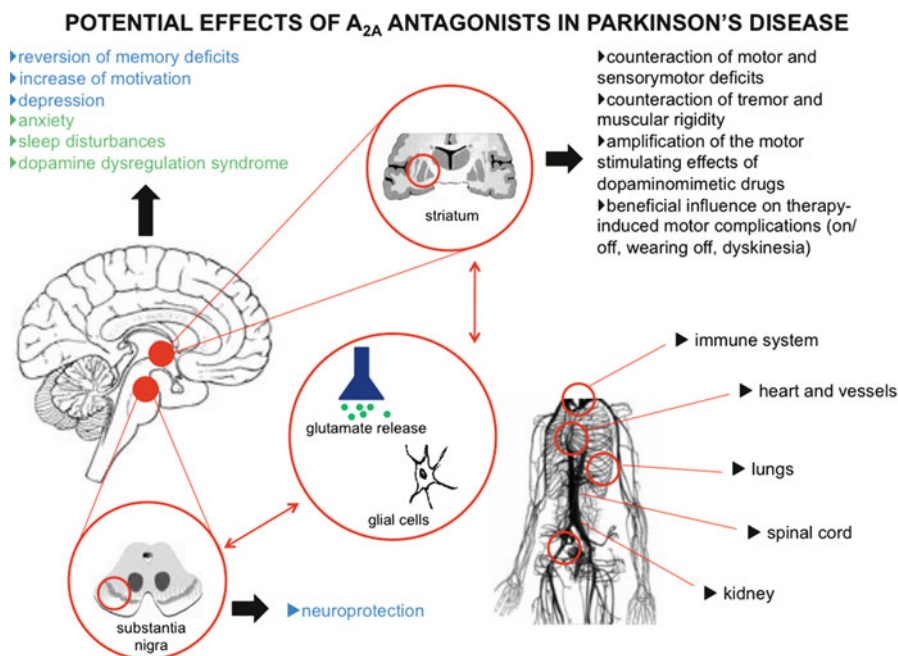 POTENTIAL EFFECTS OF A2A ANTAGONISTS IN PARKINSON'S DISEASE
▶reversion of memory deficits
▶increase of motivation
▶depression
▶anxiety
▶sleep disturbances
▶dopamine dysregulation syndrome
striatum
▶counteraction of motor and
sensorymotor deficits
▶counteraction of tremor and
muscular rigidity
▶amplification of the motor
stimulating effects of
dopaminomimetic drugs
▶beneficial influence on therapy-
induced motor complications (on/
off, wearing off, dyskinesia)
glutamate release
glial cells
▶ immune system
▶ heart and vessels
▶ lungs
▶ spinal cord
▶ kidney
substantia
nigra
▶neuroprotection